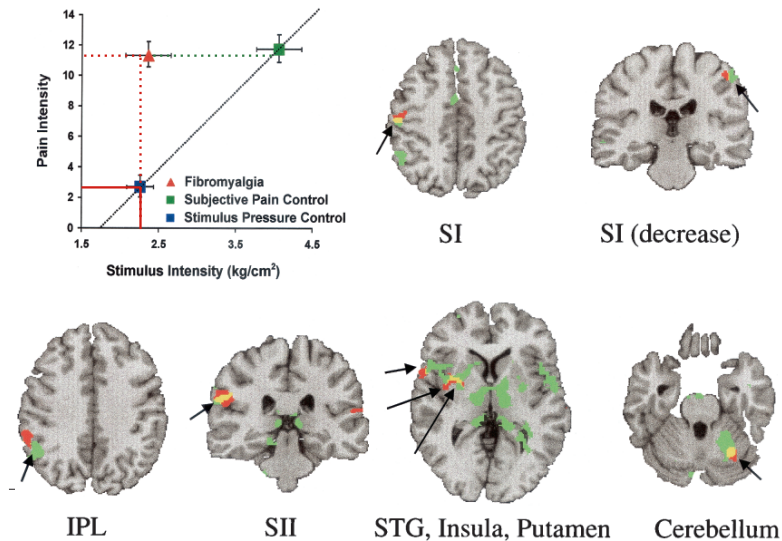 14
12
10
8
6
4
2
0
Pain Intensity
1.5
2.5
3.5
4.5
Stimulus Intensity (kg/cm²)
Fibromyalgia
Subjective Pain Control
Stimulus Pressure Control
SI
SI (decrease)
IPL
SII
STG, Insula, Putamen
Cerebellum